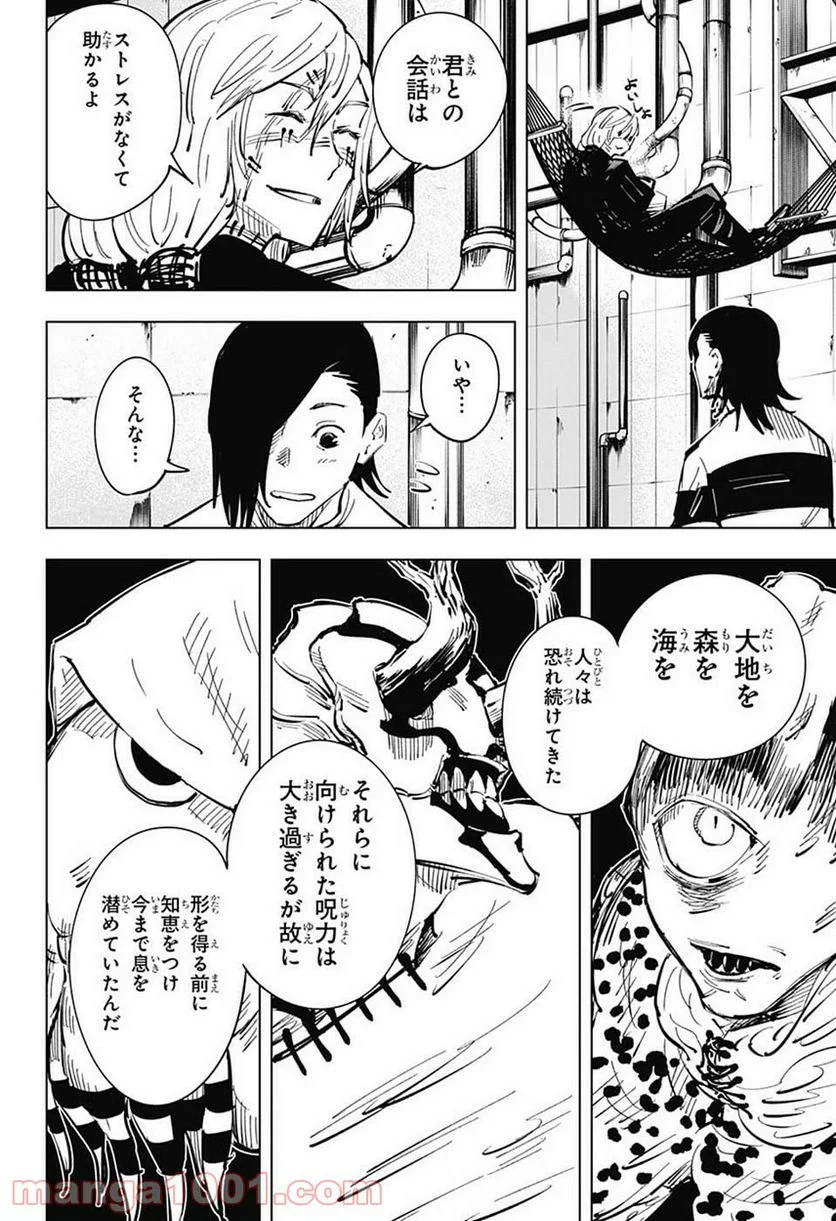 よいしょ
君との
会話は
ストレスがなくて
助かるよ
いや…
そんな…
大地を
森を
海を
人々は
恐れ続けてきた
それらに
向けられた呪力は
大き過ぎるが故に
形を得る前に
知恵をつけ
今まで息を
潜めていたんだ
manga1001.com